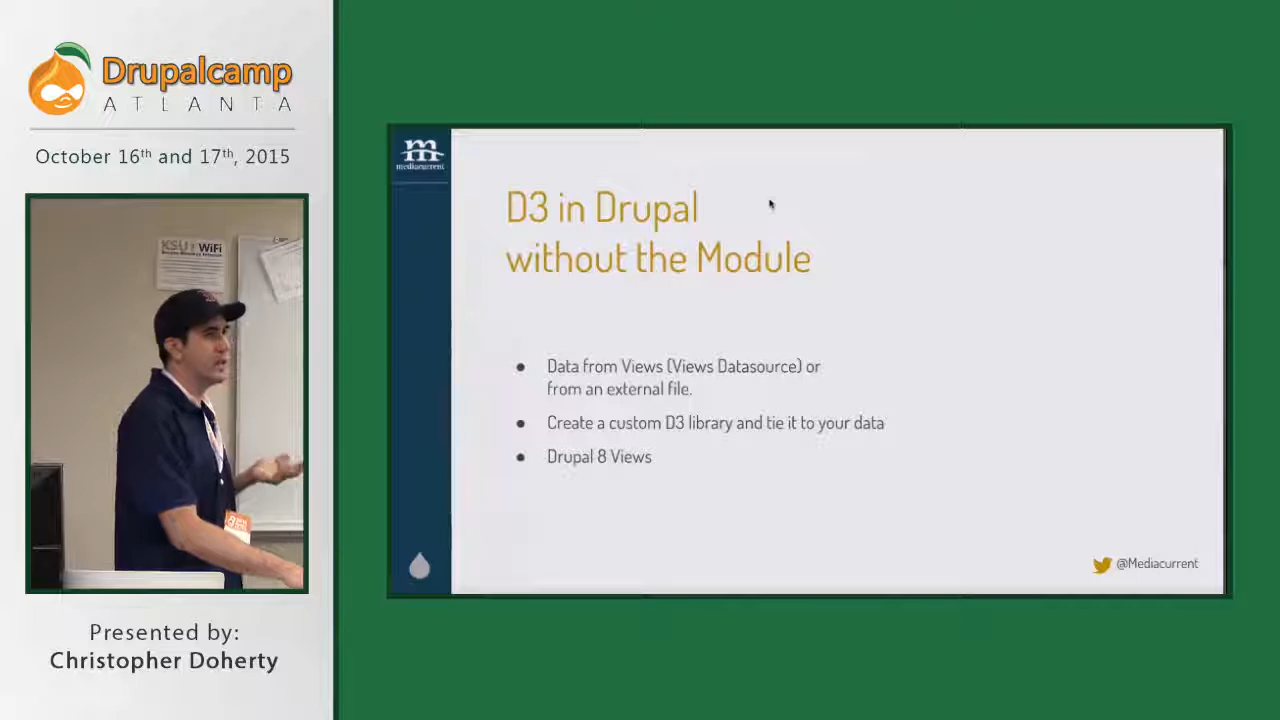 Drupalcamp
ATLANTA
October 16th and 17th, 2015
KSU WiFi
Presented by:
Christopher Doherty
mediacurrent
D3 in Drupal
without the Module
● Data from Views (Views Datasource) or
from an external file.
● Create a custom D3 library and tie it to your data
● Drupal 8 Views
@Mediacurrent